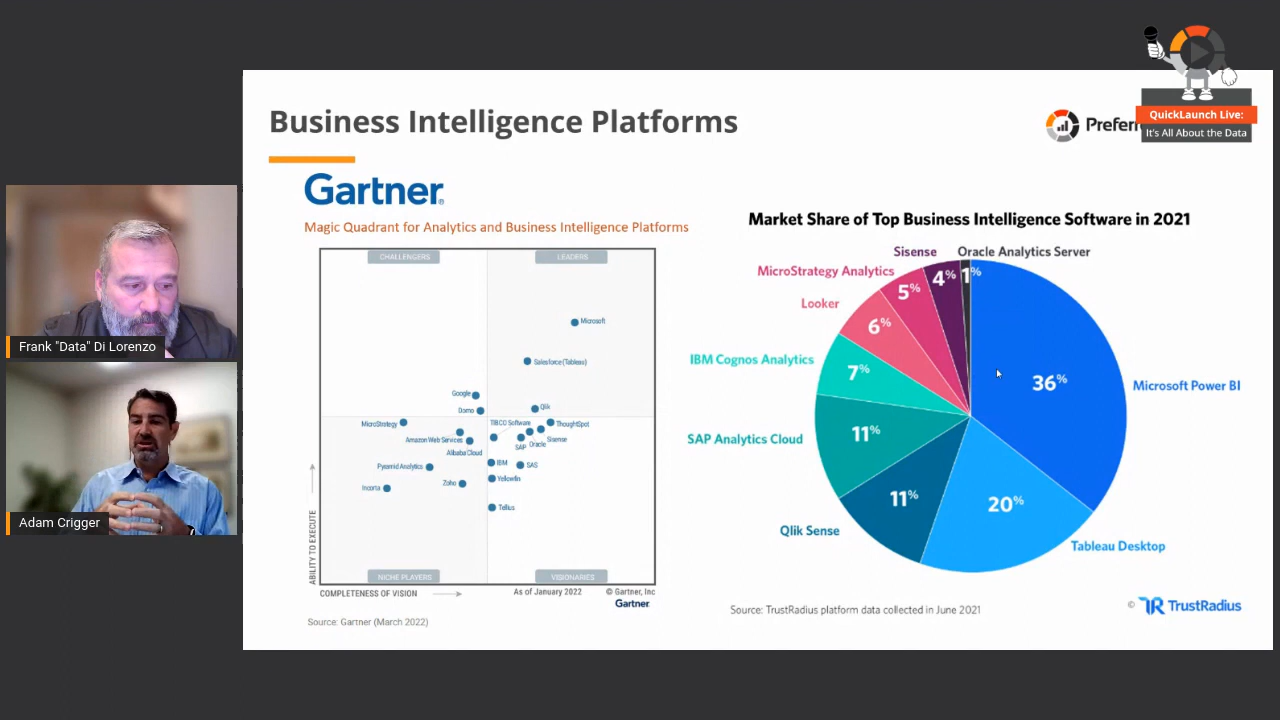 Business Intelligence Platforms
QuickLaunch Live:
It's All About the Data
Gartner
Magic Quadrant for Analytics and Business Intelligence Platforms
CHALLENGERS
LEADERS
Microsoft
Salesforce (Tableau)
Google
Domo
Qlik
MicroStrategy
TIBCO Software
ThoughtSpot
Amazon Web Services
Sisense
SAP
Oracle
Alibaba Cloud
Pyramid Analytics
IBM
SAS
Incorta
Zoho
Yellowfin
Tellius
ABILITY TO EXECUTE
NICHE PLAYERS
VISIONARIES
COMPLETENESS OF VISION
As of January 2022
© Gartner, Inc
Gartner
Source: Gartner (March 2022)
Market Share of Top Business Intelligence Software in 2021
Sisense
Oracle Analytics Server
MicroStrategy Analytics
4%
1%
5%
Looker
6%
IBM Cognos Analytics
7%
36%
Microsoft Power BI
SAP Analytics Cloud
11%
11%
20%
Qlik Sense
Tableau Desktop
Source: TrustRadius platform data collected in June 2021
© TrustRadius
Frank "Data" Di Lorenzo
Adam Crigger